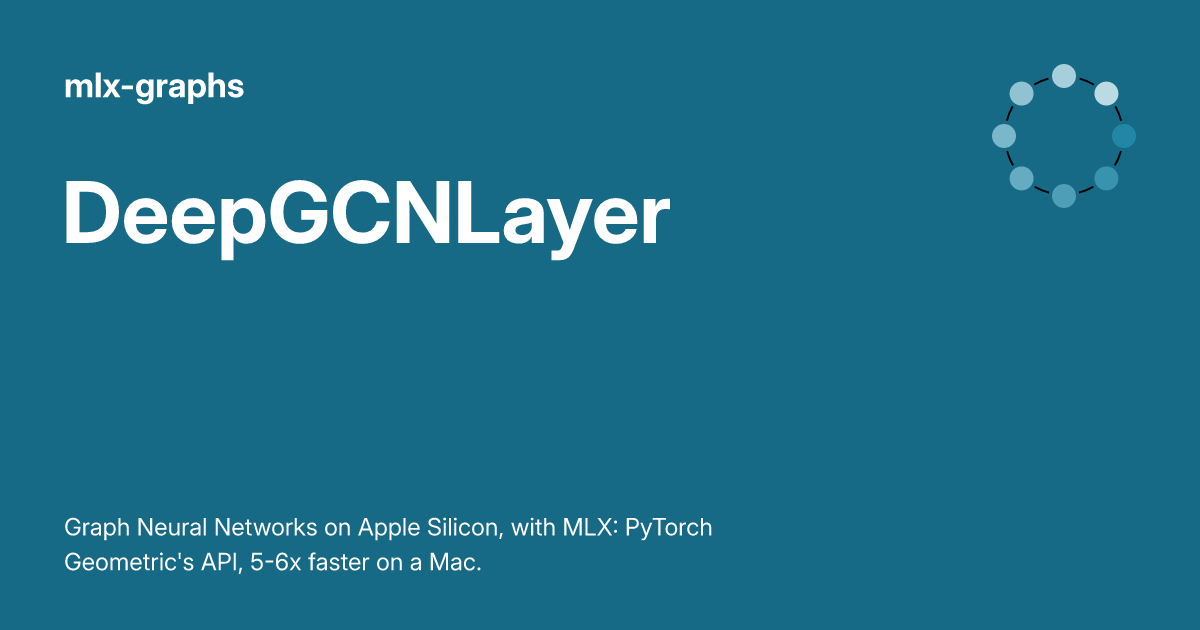 mlx-graphs
DeepGCNLayer
Graph Neural Networks on Apple Silicon, with MLX: PyTorch
Geometric's API, 5-6x faster on a Mac.